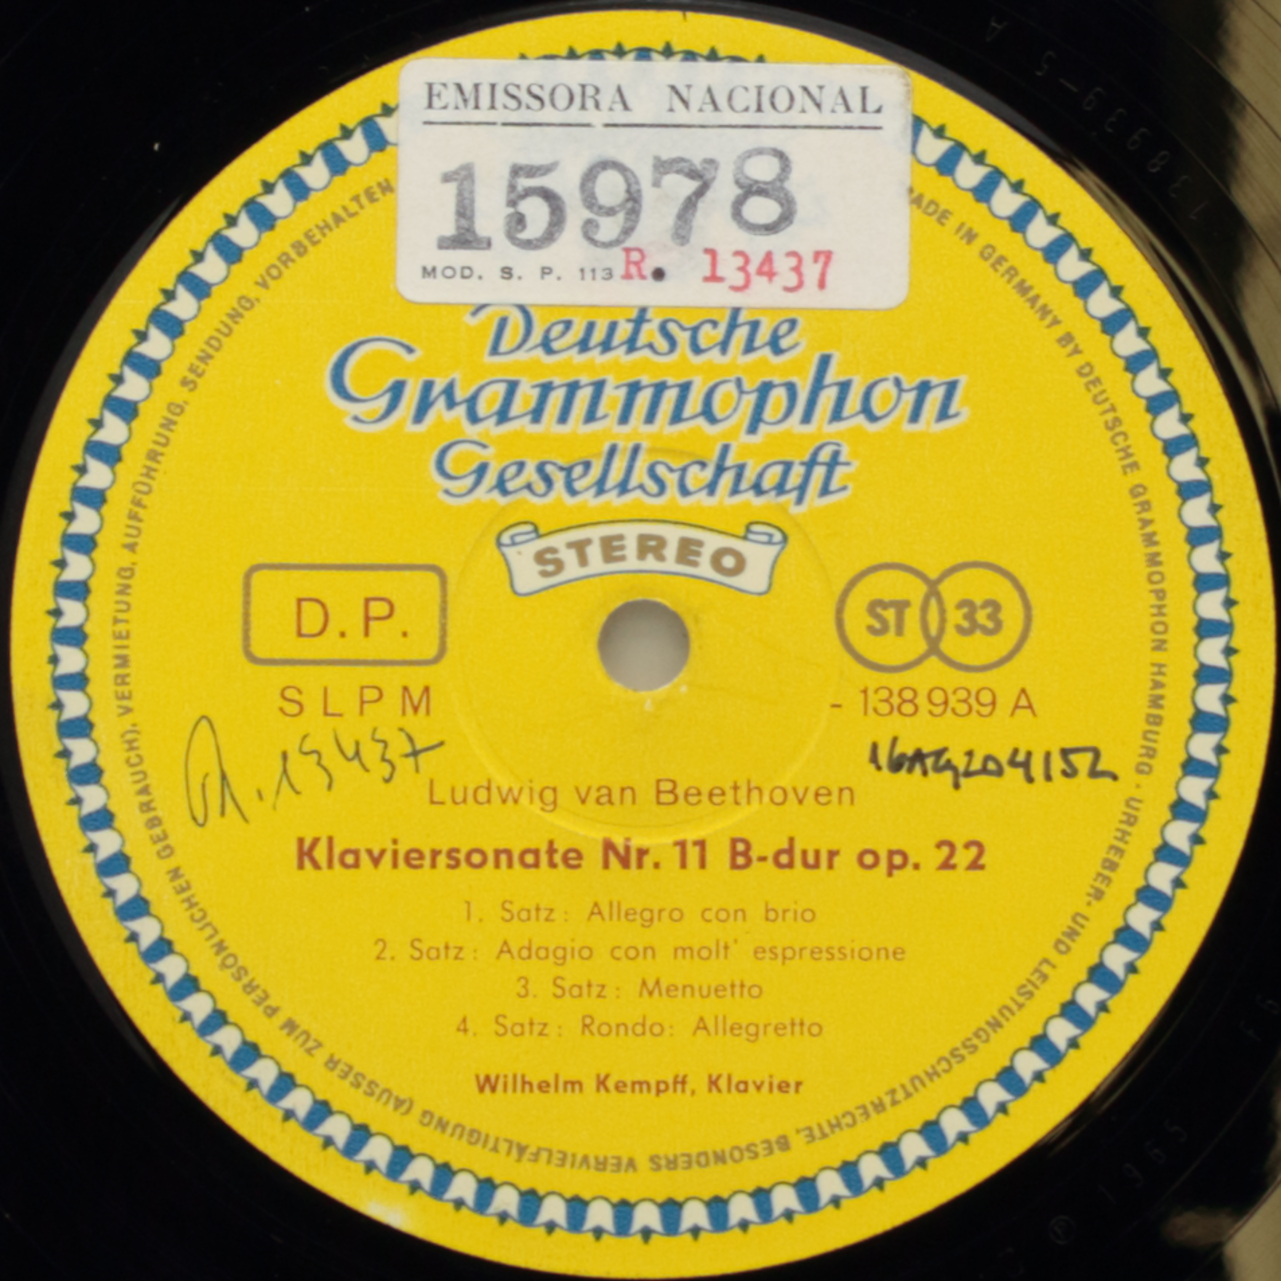 EMISSORA NACIONAL
15978
MOD. S. P. 113 R. 13437
Deutsche
Grammophon
Gesellschaft
STEREO
D.P.
ST 33
SLPM
- 138 939 A
R. 13437
Ludwig van Beethoven
Klaviersonate Nr. 11 B-dur op. 22
1. Satz: Allegro con brio
2. Satz: Adagio con molt' espressione
3. Satz: Menuetto
4. Satz: Rondo: Allegretto
Wilhelm Kempff, Klavier
MADE IN GERMANY BY DEUTSCHE GRAMMOPHON HAMBURG · URHEBER- UND LEISTUNGSSCHUTZRECHTE, BESONDERS VERVIELFÄLTIGUNG (AUSSER ZUM PERSÖNLICHEN GEBRAUCH), VERMIETUNG, AUFFÜHRUNG, SENDUNG, VORBEHALTEN
138939-5 A
1965